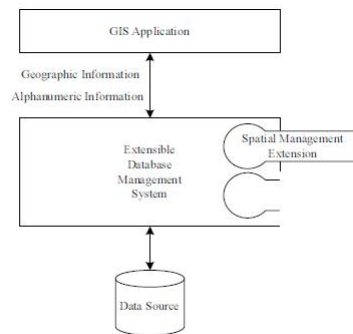 GIS Application
Geographic Information
Alphanumeric Information
Extensible
Database
Management
System
Spatial Management
Extension
Data Source